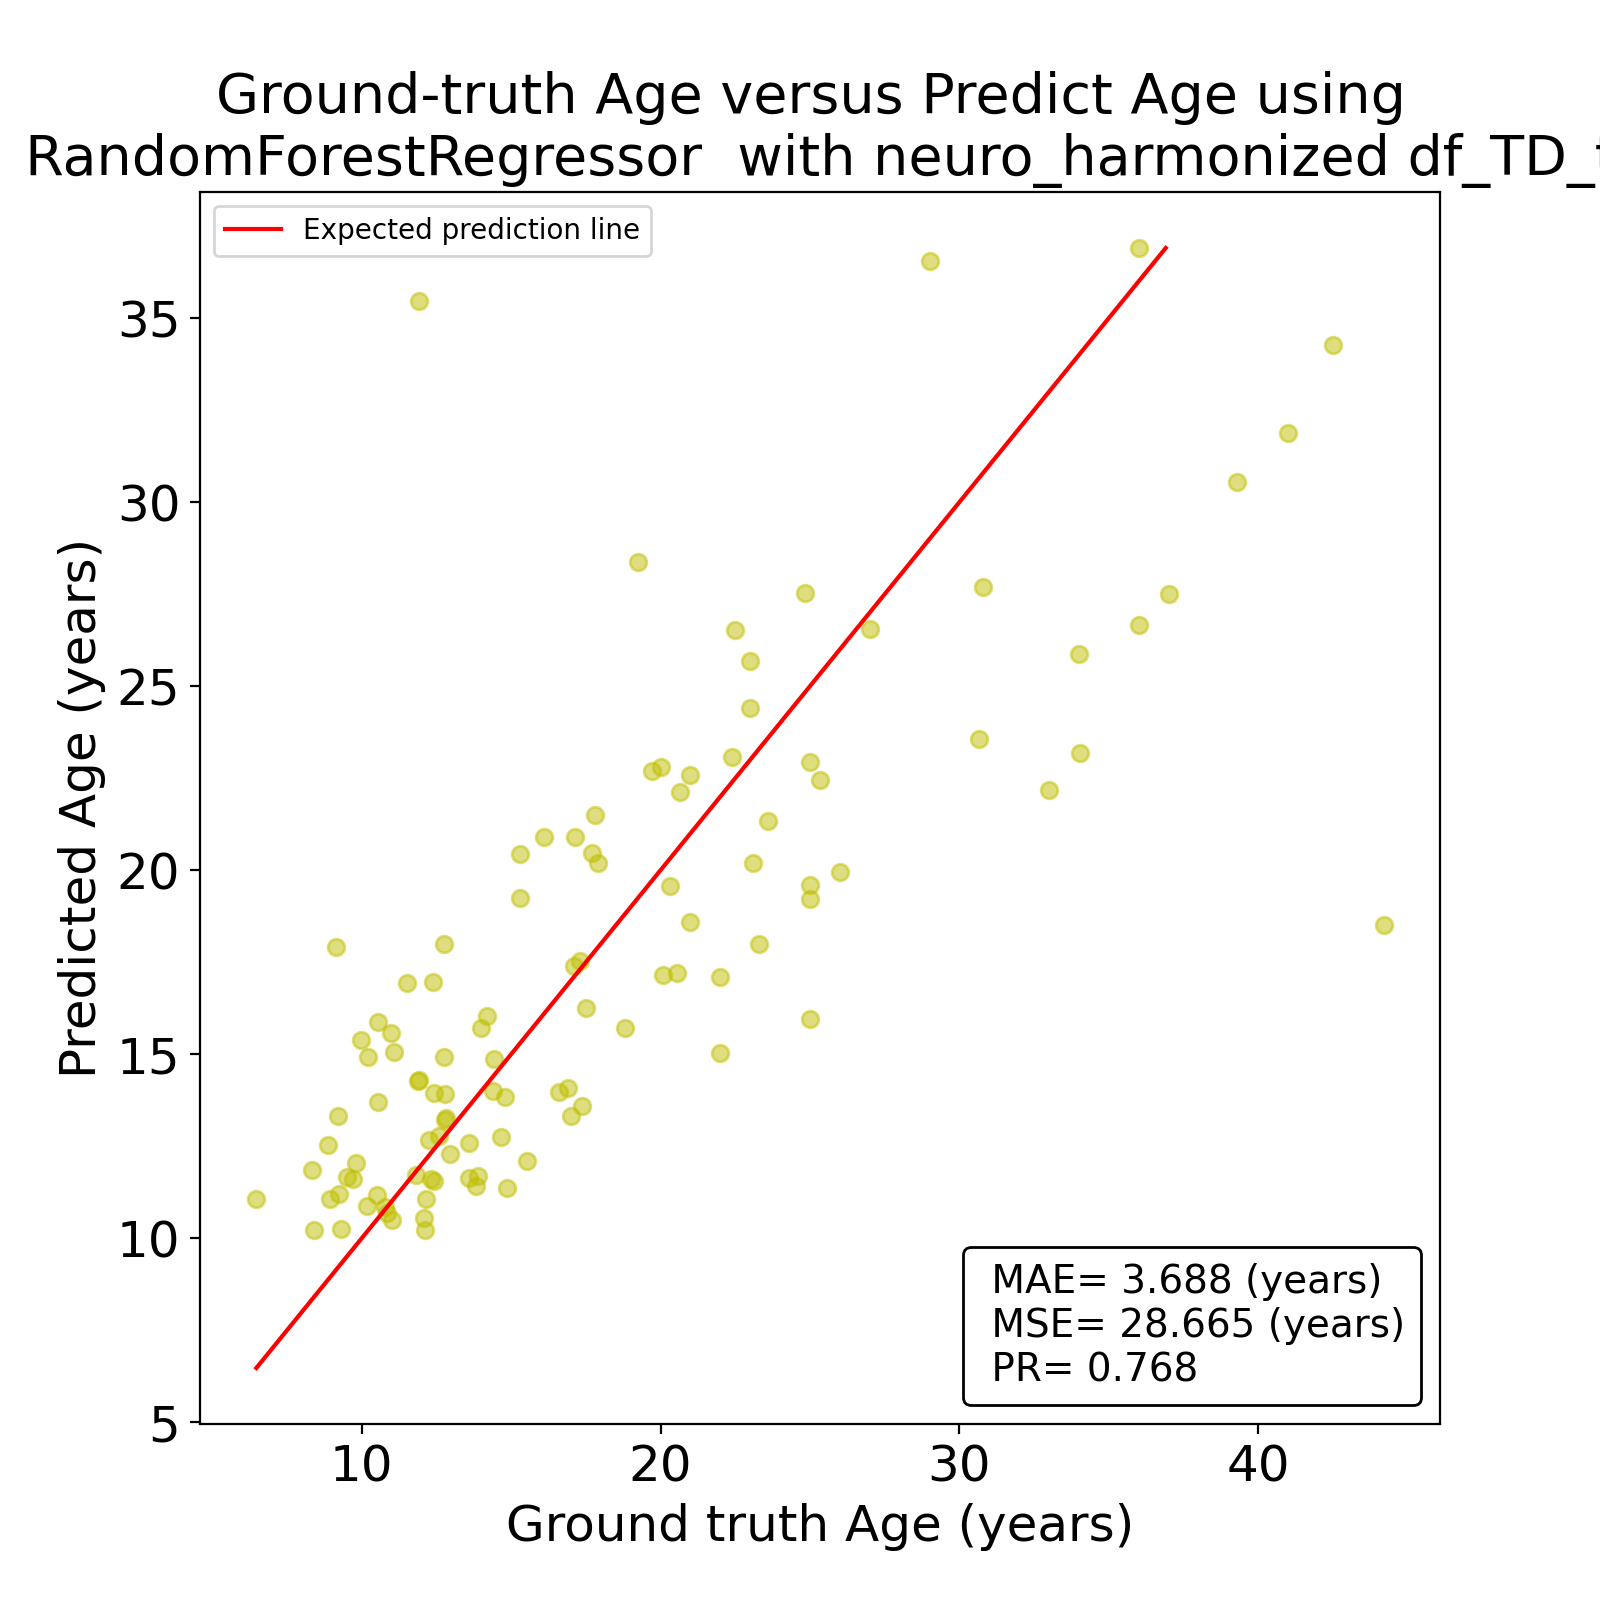 Ground-truth Age versus Predict Age using
RandomForestRegressor  with neuro_harmonized df_TD_
Expected prediction line
35
30
25
20
15
10
5
Predicted Age (years)
MAE= 3.688 (years)
MSE= 28.665 (years)
PR= 0.768
10 20 30 40
Ground truth Age (years)